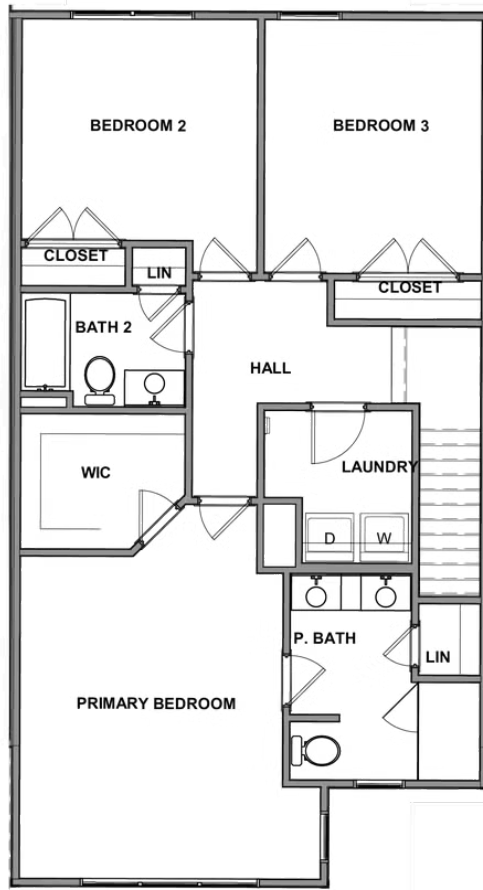 BEDROOM 2
BEDROOM 3
CLOSET
LIN
CLOSET
BATH 2
HALL
LAUNDRY
WIC
D
W
P. BATH
LIN
PRIMARY BEDROOM